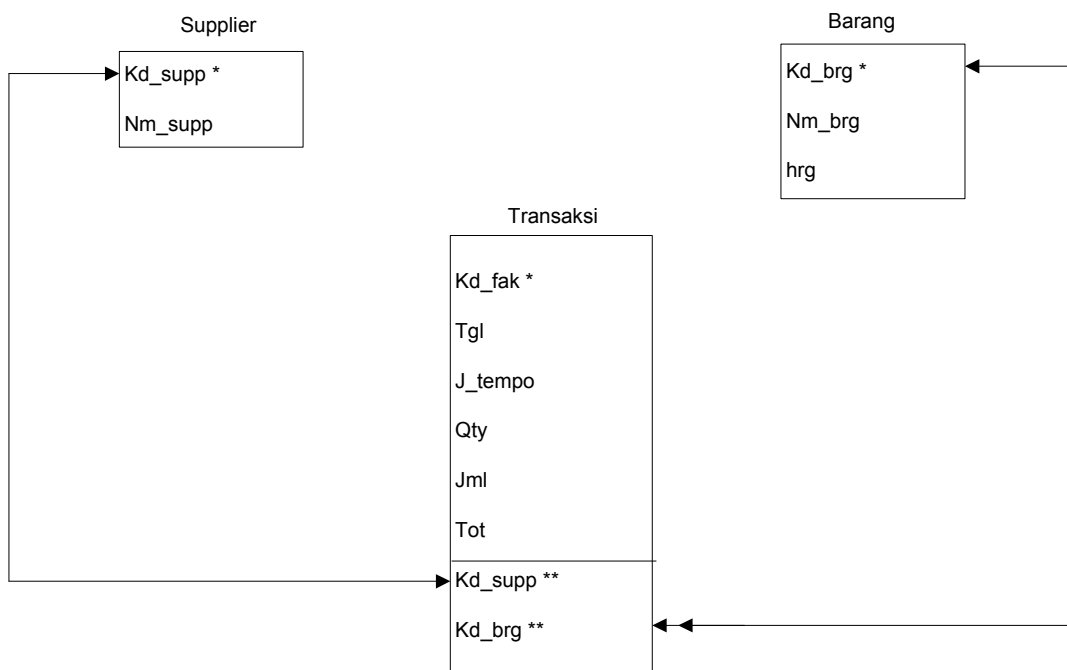 Supplier
Kd_supp *
Nm_supp
Barang
Kd_brg *
Nm_brg
hrg
Transaksi
Kd_fak *
Tgl
J_tempo
Qty
Jml
Tot
Kd_supp **
Kd_brg **